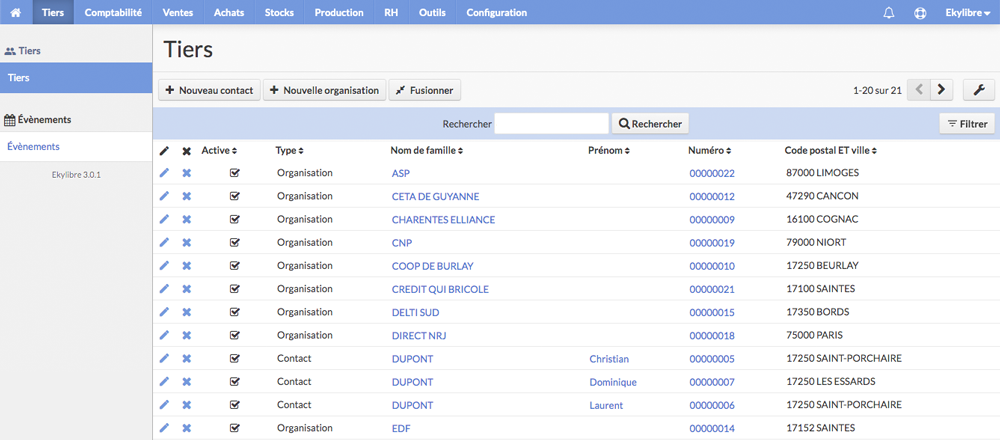 Tiers Comptabilité Ventes Achats Stocks Production RH Outils Configuration Ekylibre
Tiers
Tiers
Évènements
Évènements
Ekylibre 3.0.1
Tiers
Nouveau contact Nouvelle organisation Fusionner 1-20 sur 21
Rechercher Rechercher Filtrer
Active Type Nom de famille Prénom Numéro Code postal ET ville
Organisation ASP 00000022 87000 LIMOGES
Organisation CETA DE GUYANNE 00000012 47290 CANCON
Organisation CHARENTES ELLIANCE 00000009 16100 COGNAC
Organisation CNP 00000019 79000 NIORT
Organisation COOP DE BURLAY 00000010 17250 BEURLAY
Organisation CREDIT QUI BRICOLE 00000021 17100 SAINTES
Organisation DELTI SUD 00000015 17350 BORDS
Organisation DIRECT NRJ 00000018 75000 PARIS
Contact DUPONT Christian 00000005 17250 SAINT-PORCHAIRE
Contact DUPONT Dominique 00000007 17250 LES ESSARDS
Contact DUPONT Laurent 00000006 17250 SAINT-PORCHAIRE
Organisation EDF 00000014 17152 SAINTES